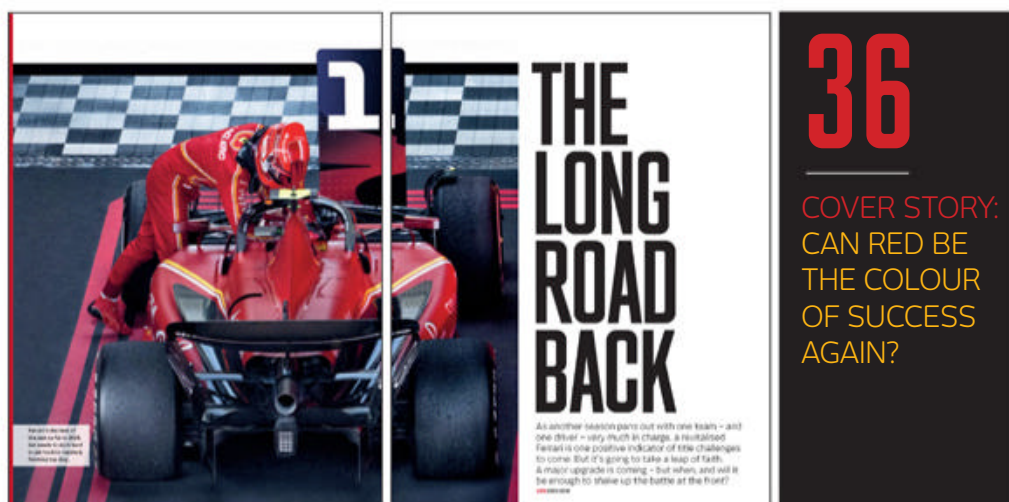 1
THE
LONG
ROAD
BACK
As another season pans out with one team – and
one driver – very much in charge, a revitalised
Ferrari is one positive indicator of title challenges
to come. But it's going to take a leap of faith.
A major upgrade is coming – but when, and will it
be enough to shake up the battle at the front?
36
COVER STORY:
CAN RED BE
THE COLOUR
OF SUCCESS
AGAIN?